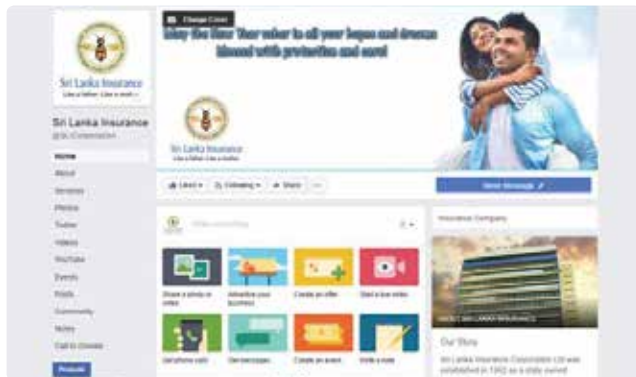 Change Cover
May the New Year usher in all your hopes and dreams
blessed with protection and care!
Sri Lanka Insurance
Like a father. Like a mother.
Sri Lanka Insurance
Home
About
Services
Photos
Twitter
Videos
YouTube
Events
Posts
Community
Notes
Call to Donate
Promote
Sri Lanka Insurance
Like a father. Like a mother.
Liked
Following
Share
Send Message
Write something
Share a photo or video
Advertise your business
Create an offer
Start a live video
Get phone calls
Get messages
Create an event
Write a note
Insurance Company
Our Story
Sri Lanka Insurance Corporation Ltd was
established in 1962 as a state owned